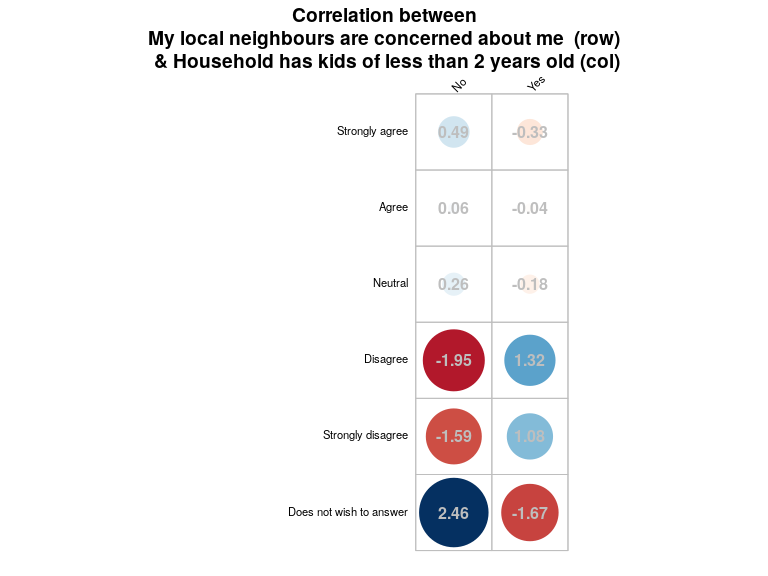 Correlation between
My local neighbours are concerned about me (row)
& Household has kids of less than 2 years old (col)
No Yes
Strongly agree 0.49 -0.33
Agree 0.06 -0.04
Neutral 0.26 -0.18
Disagree -1.95 1.32
Strongly disagree -1.59 1.08
Does not wish to answer 2.46 -1.67